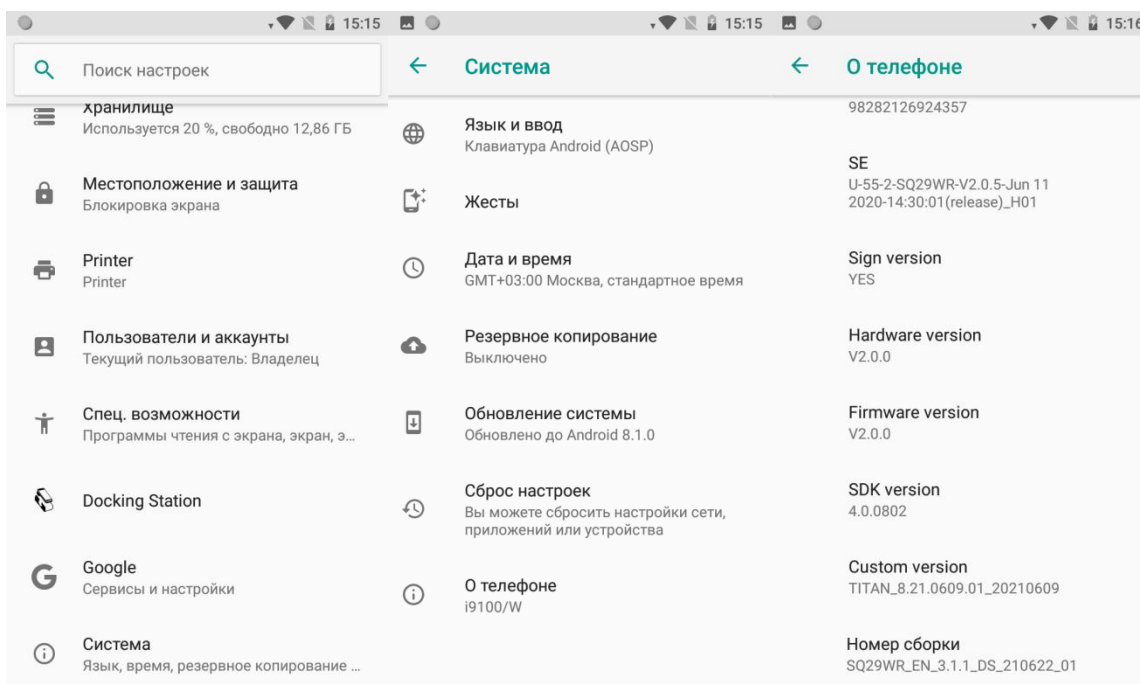 15:15
Поиск настроек
Хранилище
Используется 20 %, свободно 12,86 ГБ
Местоположение и защита
Блокировка экрана
Printer
Printer
Пользователи и аккаунты
Текущий пользователь: Владелец
Спец. возможности
Программы чтения с экрана, экран, э...
Docking Station
Google
Сервисы и настройки
Система
Язык, время, резервное копирование ...
15:15
Система
Язык и ввод
Клавиатура Android (AOSP)
Жесты
Дата и время
GMT+03:00 Москва, стандартное время
Резервное копирование
Выключено
Обновление системы
Обновлено до Android 8.1.0
Сброс настроек
Вы можете сбросить настройки сети,
приложений или устройства
О телефоне
i9100/W
15:16
О телефоне
98282126924357
SE
U-55-2-SQ29WR-V2.0.5-Jun 11
2020-14:30:01(release)_H01
Sign version
YES
Hardware version
V2.0.0
Firmware version
V2.0.0
SDK version
4.0.0802
Custom version
TITAN_8.21.0609.01_20210609
Номер сборки
SQ29WR_EN_3.1.1_DS_210622_01